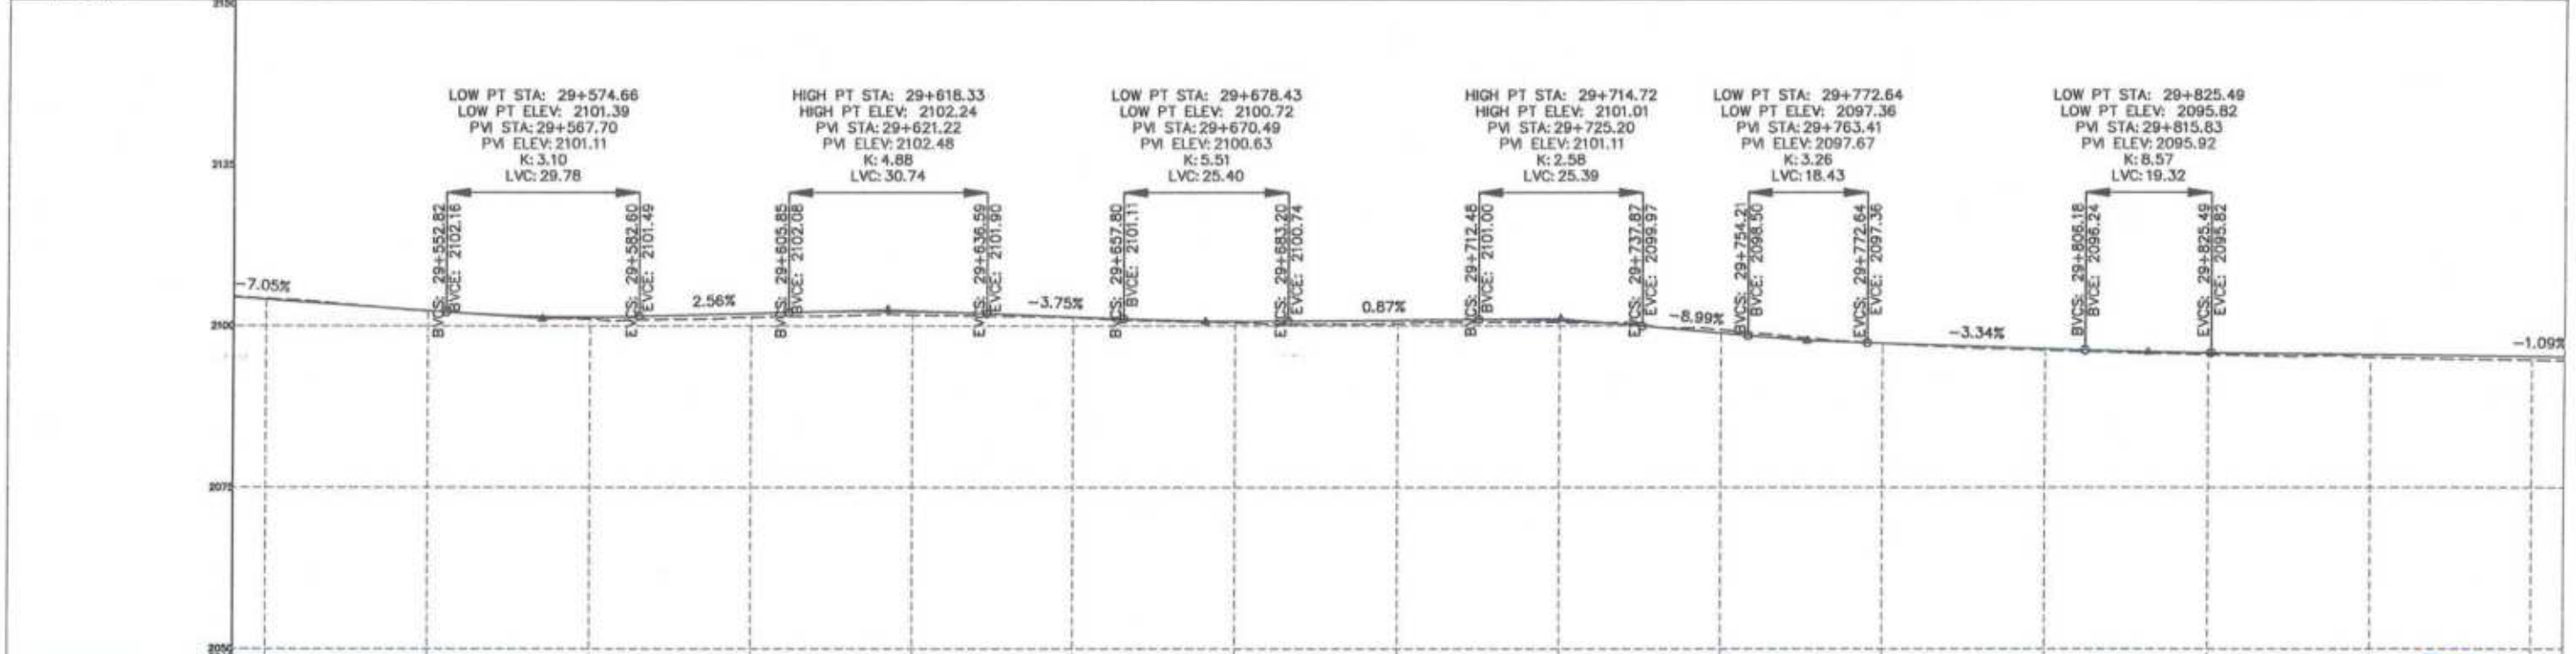 2150
LOW PT STA: 29+574.66
LOW PT ELEV: 2101.39
PVI STA: 29+567.70
PVI ELEV: 2101.11
K: 3.10
LVC: 29.78
HIGH PT STA: 29+618.33
HIGH PT ELEV: 2102.24
PVI STA: 29+621.22
PVI ELEV: 2102.48
K: 4.88
LVC: 30.74
LOW PT STA: 29+678.43
LOW PT ELEV: 2100.72
PVI STA: 29+670.49
PVI ELEV: 2100.63
K: 5.51
LVC: 25.40
HIGH PT STA: 29+714.72
HIGH PT ELEV: 2101.01
PVI STA: 29+725.20
PVI ELEV: 2101.11
K: 2.58
LVC: 25.39
LOW PT STA: 29+772.64
LOW PT ELEV: 2097.36
PVI STA: 29+763.41
PVI ELEV: 2097.67
K: 3.26
LVC: 18.43
LOW PT STA: 29+825.49
LOW PT ELEV: 2095.82
PVI STA: 29+815.83
PVI ELEV: 2095.92
K: 8.57
LVC: 19.32
BVCS: 29+552.82
BVCE: 2102.16
EVCS: 29+582.60
EVCE: 2101.49
BVCS: 29+605.85
BVCE: 2102.08
EVCS: 29+636.59
EVCE: 2101.90
BVCS: 29+657.80
BVCE: 2101.11
EVCS: 29+683.20
EVCE: 2100.74
BVCS: 29+712.48
BVCE: 2101.00
EVCS: 29+737.87
EVCE: 2099.97
BVCS: 29+754.21
BVCE: 2098.50
EVCS: 29+772.64
EVCE: 2097.36
BVCS: 29+806.18
BVCE: 2096.24
EVCS: 29+825.49
EVCE: 2095.82
-7.05%
2.56%
-3.75%
0.87%
-8.99%
-3.34%
-1.09%
2100
2075
2050